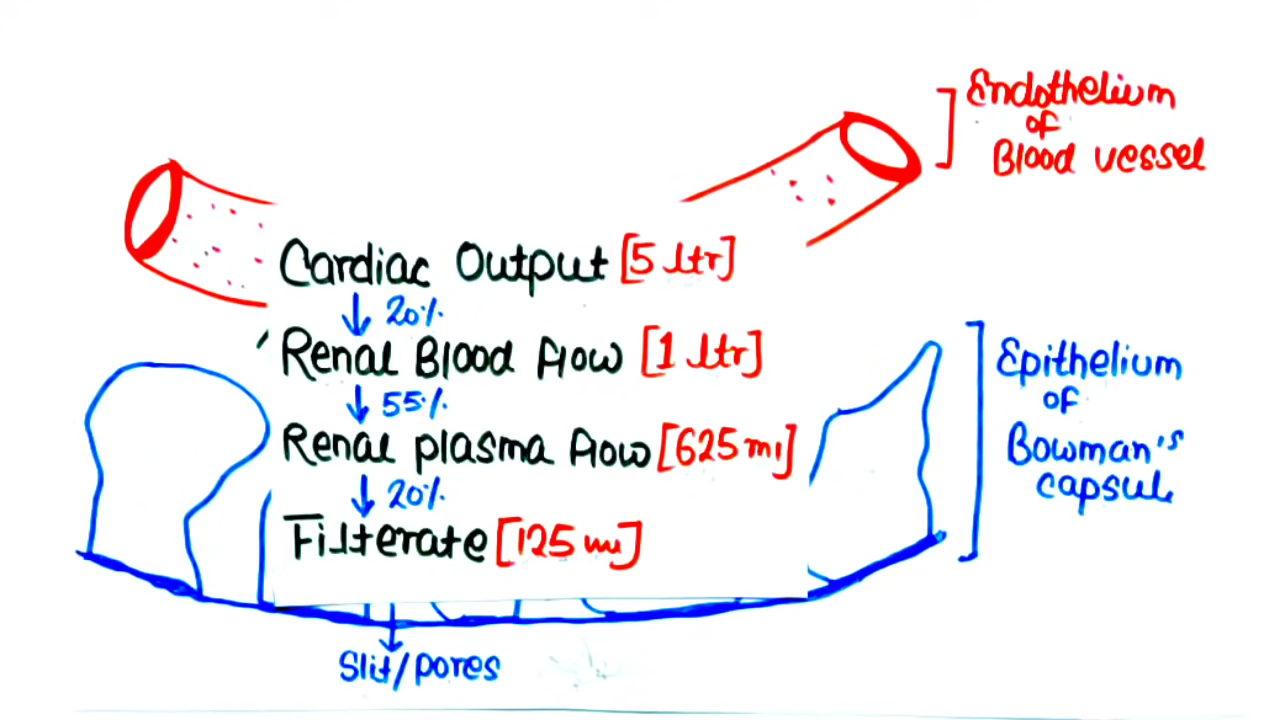 Endothelium
of
Blood vessel
Cardiac Output [5 ltr]
20%
Renal Blood flow [1 ltr]
55%
Renal plasma flow [625 ml]
20%
Filterate [125 ml]
Epithelium
of
Bowman's
capsule
Slit/pores